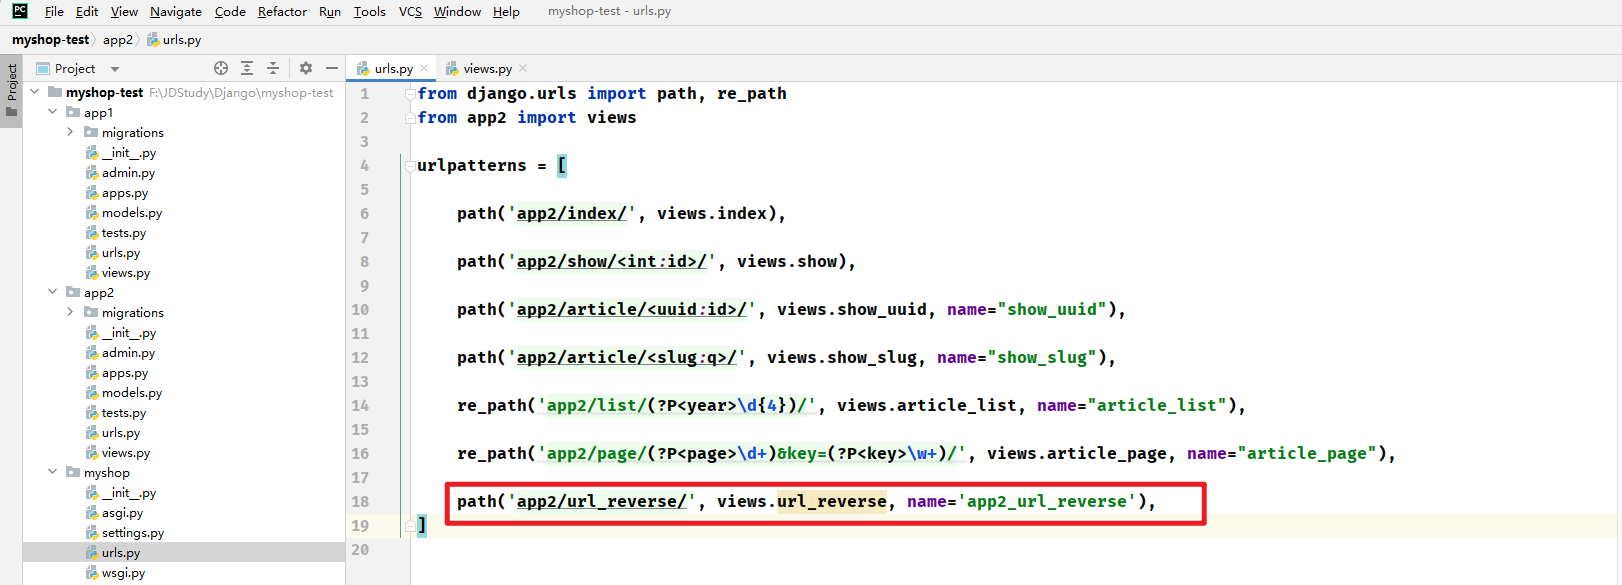 PC File Edit View Navigate Code Refactor Run Tools VCS Window Help myshop-test - urls.py
myshop-test app2 urls.py
Project
Project
urls.py
views.py
myshop-test F:\JDStudy\Django\myshop-test
app1
migrations
__init__.py
admin.py
apps.py
models.py
tests.py
urls.py
views.py
app2
migrations
__init__.py
admin.py
apps.py
models.py
tests.py
urls.py
views.py
myshop
__init__.py
asgi.py
settings.py
urls.py
wsgi.py
1 from django.urls import path, re_path
2 from app2 import views
3
4 urlpatterns = [
5
6 path('app2/index/', views.index),
7
8 path('app2/show/<int:id>/', views.show),
9
10 path('app2/article/<uuid:id>/', views.show_uuid, name="show_uuid"),
11
12 path('app2/article/<slug:q>/', views.show_slug, name="show_slug"),
13
14 re_path('app2/list/(?P<year>\d{4})/', views.article_list, name="article_list"),
15
16 re_path('app2/page/(?P<page>\d+)&key=(?P<key>\w+)/', views.article_page, name="article_page"),
17
18 path('app2/url_reverse/', views.url_reverse, name='app2_url_reverse'),
19 ]
20